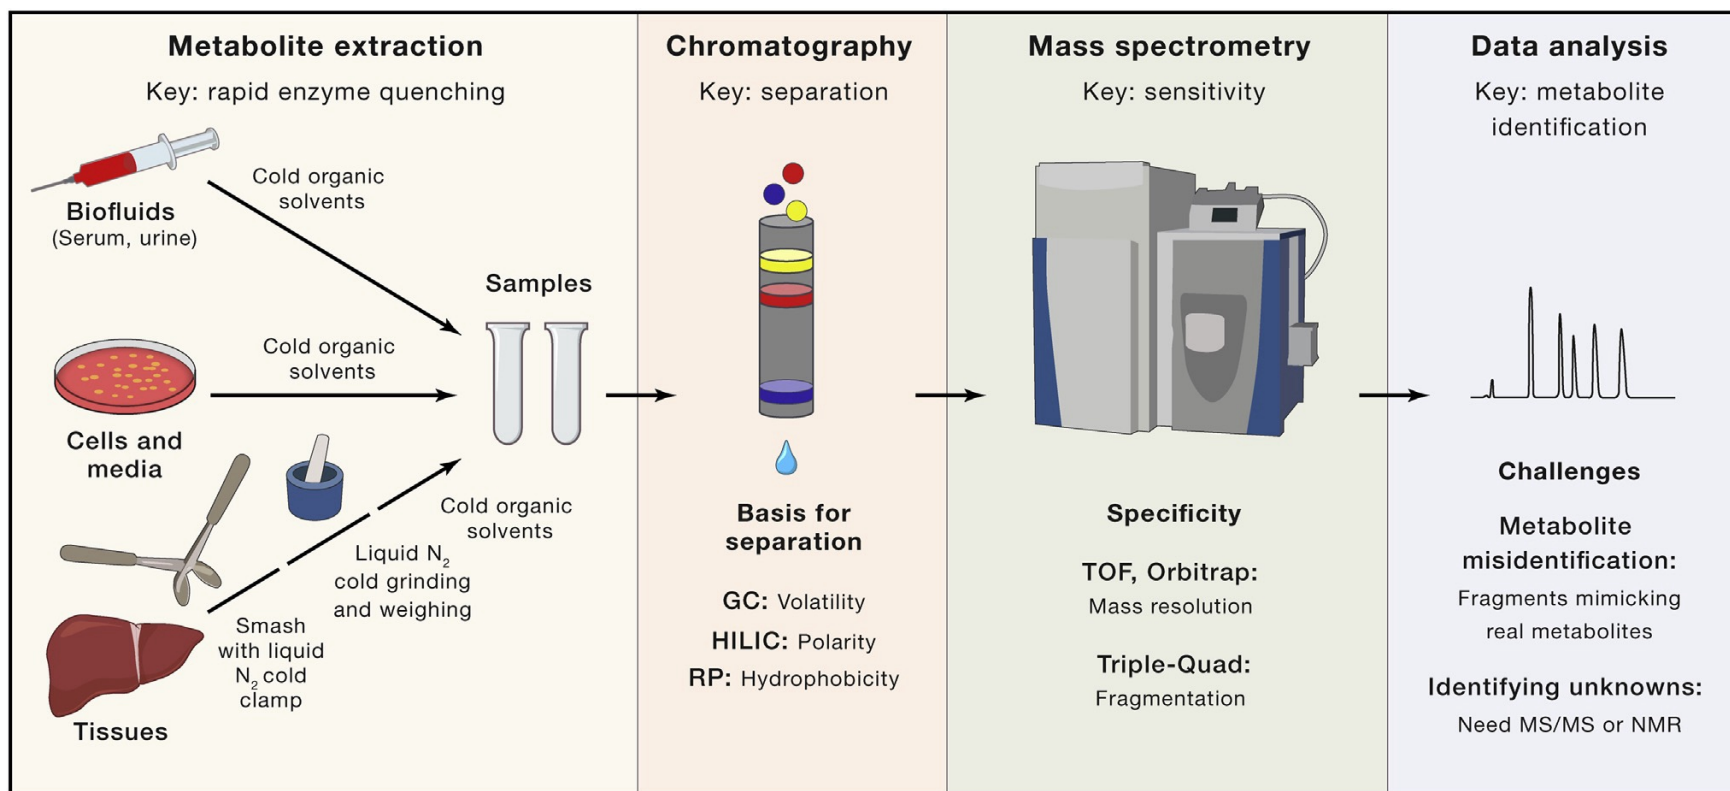 Metabolite extraction
Key: rapid enzyme quenching
Cold organic
solvents
Biofluids
(Serum, urine)
Samples
Cold organic
solvents
Cells and
media
Cold organic
solvents
Liquid N₂
cold grinding
and weighing
Smash
with liquid
N₂ cold
clamp
Tissues
Chromatography
Key: separation
Basis for
separation
GC: Volatility
HILIC: Polarity
RP: Hydrophobicity
Mass spectrometry
Key: sensitivity
Specificity
TOF, Orbitrap:
Mass resolution
Triple-Quad:
Fragmentation
Data analysis
Key: metabolite
identification
Challenges
Metabolite
misidentification:
Fragments mimicking
real metabolites
Identifying unknowns:
Need MS/MS or NMR